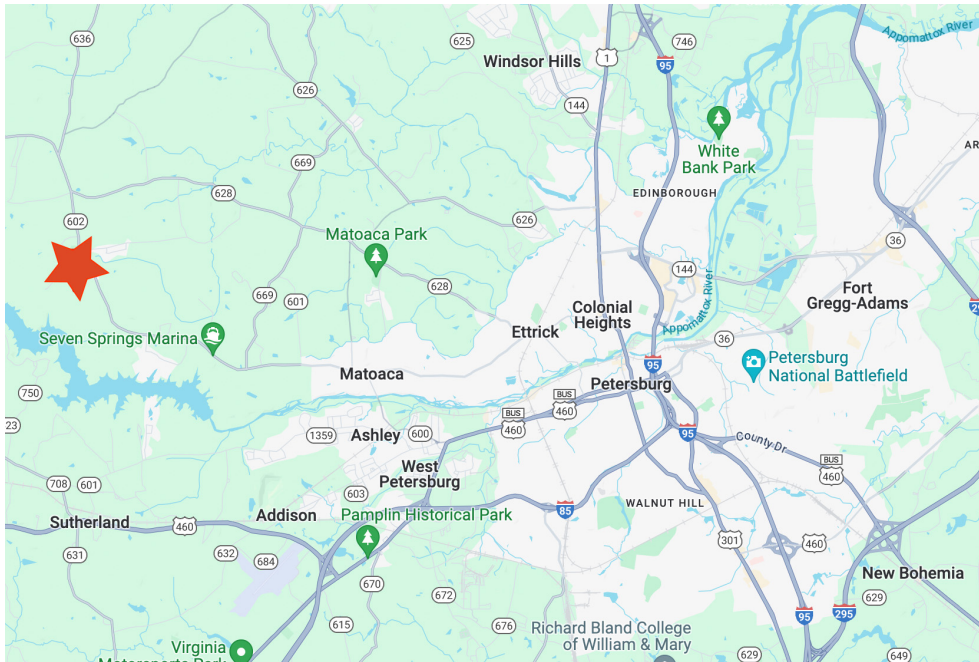 636
625
Windsor Hills
1
746
95
Appomattox River
626
144
White
Bank Park
669
EDINBOROUGH
628
602
626
Matoaca Park
36
144
669
601
628
Fort
Gregg-Adams
Colonial
Heights
Appomattox River
Ettrick
Seven Springs Marina
36
Petersburg
National Battlefield
95
Matoaca
Petersburg
750
BUS
460
BUS
460
23
1359
Ashley
600
95
County Dr
BUS
460
West
Petersburg
708
601
603
WALNUT HILL
Sutherland
460
Addison
Pamplin Historical Park
85
631
632
684
301
460
New Bohemia
670
672
629
615
676
95
295
Virginia
Motorsports Park
Richard Bland College
of William & Mary
629
649